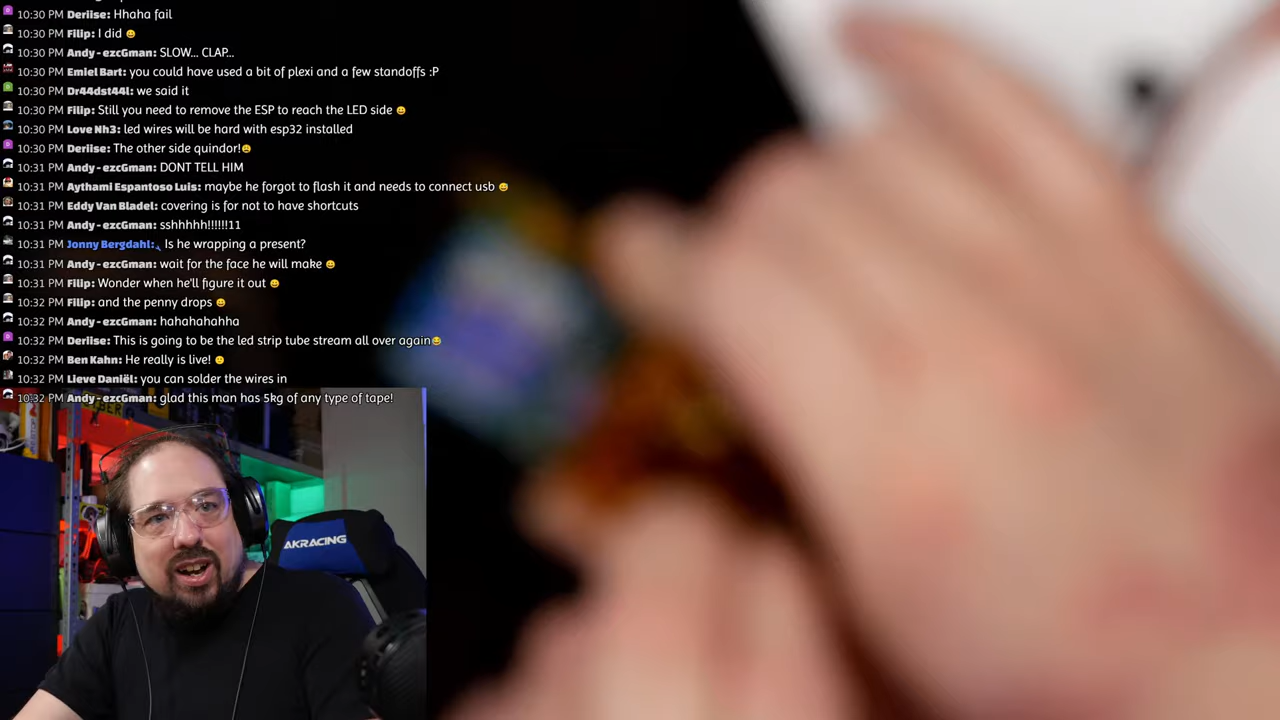 10:30 PM Deriise: Hhaha fail
10:30 PM Filip: I did 😀
10:30 PM Andy - ezcGman: SLOW... CLAP...
10:30 PM Emiel Bart: you could have used a bit of plexi and a few standoffs :P
10:30 PM Dr44dst44l: we said it
10:30 PM Filip: Still you need to remove the ESP to reach the LED side 😀
10:30 PM Love Nh3: led wires will be hard with esp32 installed
10:30 PM Deriise: The other side quindor!😩
10:31 PM Andy - ezcGman: DONT TELL HIM
10:31 PM Aythami Espantoso Luis: maybe he forgot to flash it and needs to connect usb 😅
10:31 PM Eddy Van Bladel: covering is for not to have shortcuts
10:31 PM Andy - ezcGman: sshhhhh!!!!!!11
10:31 PM Jonny Bergdahl: Is he wrapping a present?
10:31 PM Andy - ezcGman: wait for the face he will make 😀
10:31 PM Filip: Wonder when he'll figure it out 😀
10:32 PM Filip: and the penny drops 😀
10:32 PM Andy - ezcGman: hahahahahha
10:32 PM Deriise: This is going to be the led strip tube stream all over again😂
10:32 PM Ben Kahn: He really is live! 🙂
10:32 PM Lieve Daniël: you can solder the wires in
10:32 PM Andy - ezcGman: glad this man has 5kg of any type of tape!
AKRACING